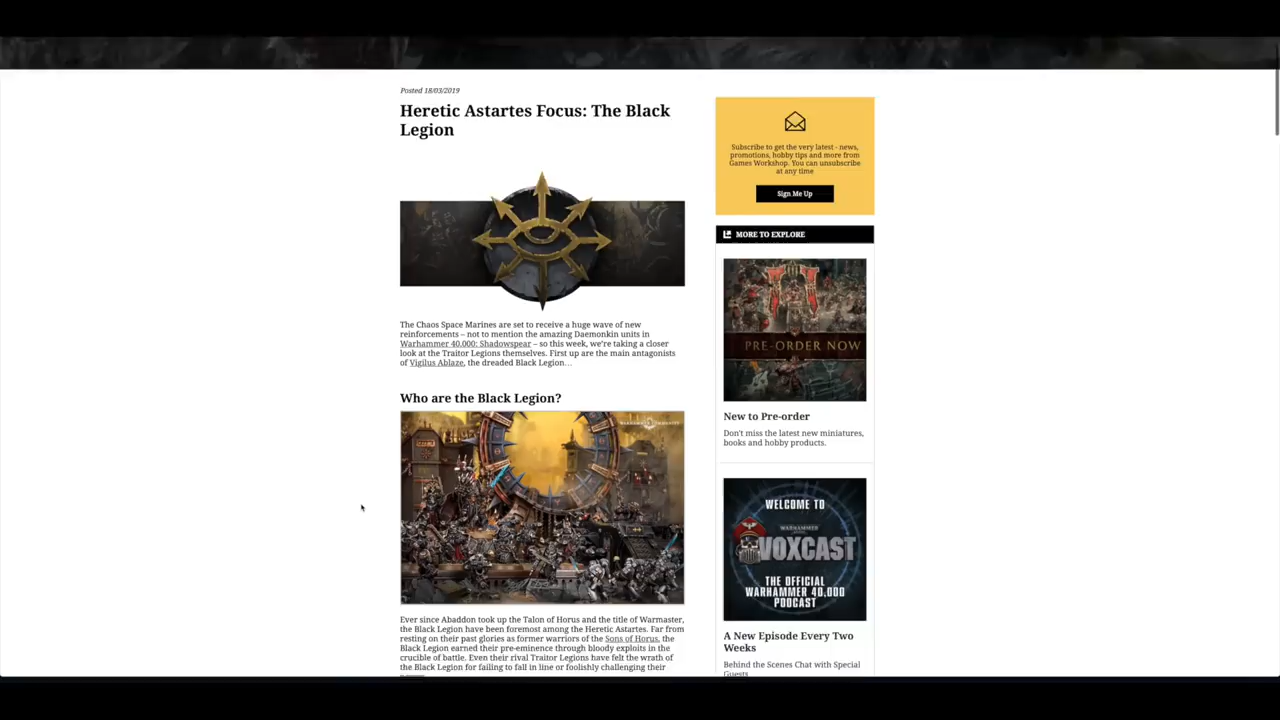 Posted 18/03/2019
Heretic Astartes Focus: The Black
Legion
The Chaos Space Marines are set to receive a huge wave of new
reinforcements – not to mention the amazing Daemonkin units in
Warhammer 40,000: Shadowspear – so this week, we're taking a closer
look at the Traitor Legions themselves. First up are the main antagonists
of Vigilus Ablaze, the dreaded Black Legion…
Who are the Black Legion?
WARHAMMER COMMUNITY
Ever since Abaddon took up the Talon of Horus and the title of Warmaster,
the Black Legion have been foremost among the Heretic Astartes. Far from
resting on their past glories as former warriors of the Sons of Horus, the
Black Legion earned their pre-eminence through bloody exploits in the
crucible of battle. Even their rival Traitor Legions have felt the wrath of
the Black Legion for failing to fall in line or foolishly challenging their
Subscribe to get the very latest - news,
promotions, hobby tips and more from
Games Workshop. You can unsubscribe
at any time
Sign Me Up
MORE TO EXPLORE
PRE-ORDER NOW
New to Pre-order
Don't miss the latest new miniatures,
books and hobby products.
WELCOME TO
WARHAMMER
VOXCAST
THE OFFICIAL
WARHAMMER 40,000
PODCAST
A New Episode Every Two
Weeks
Behind the Scenes Chat with Special
Guests